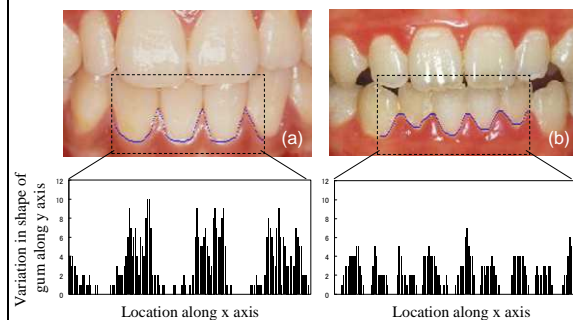 (a)
(b)
Variation in shape of
gum along y axis
12
10
8
6
4
2
0
12
10
8
6
4
2
0
Location along x axis
Location along x axis